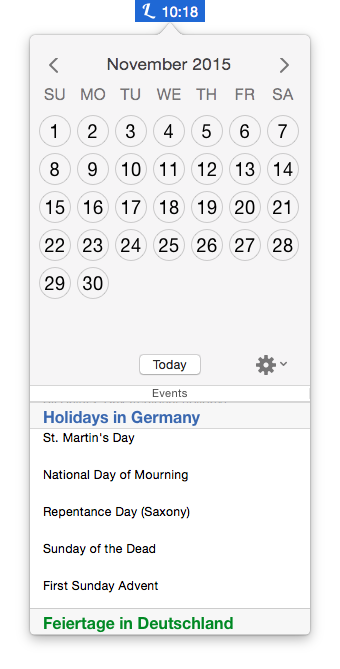 10:18
November 2015
SU MO TU WE TH FR SA
1 2 3 4 5 6 7
8 9 10 11 12 13 14
15 16 17 18 19 20 21
22 23 24 25 26 27 28
29 30
Today
Events
Holidays in Germany
St. Martin's Day
National Day of Mourning
Repentance Day (Saxony)
Sunday of the Dead
First Sunday Advent
Feiertage in Deutschland